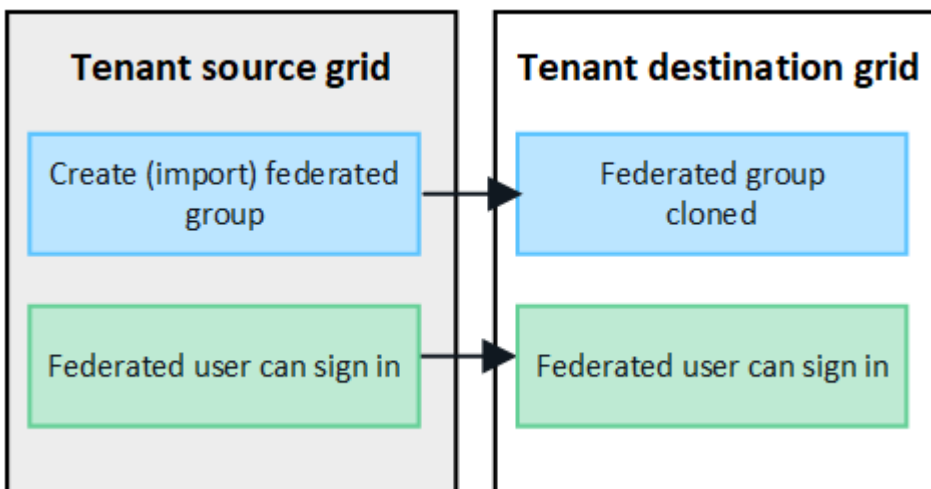 Tenant source grid
Create (import) federated
group
Federated user can sign in
Tenant destination grid
Federated group
cloned
Federated user can sign in